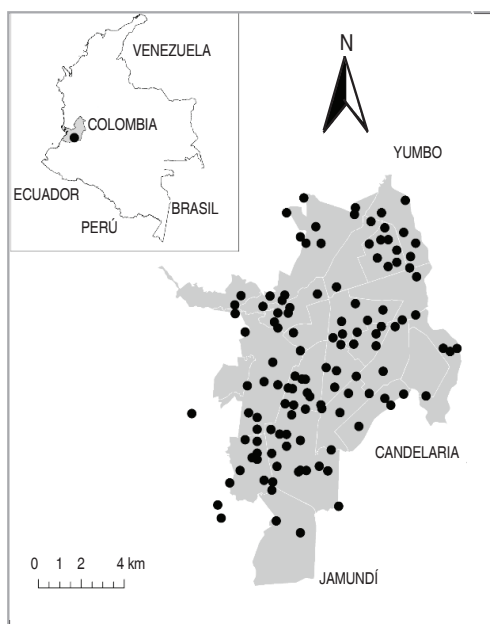 VENEZUELA
COLOMBIA
ECUADOR
PERÚ
BRASIL
N
YUMBO
CANDELARIA
JAMUNDÍ
0 1 2 4 km